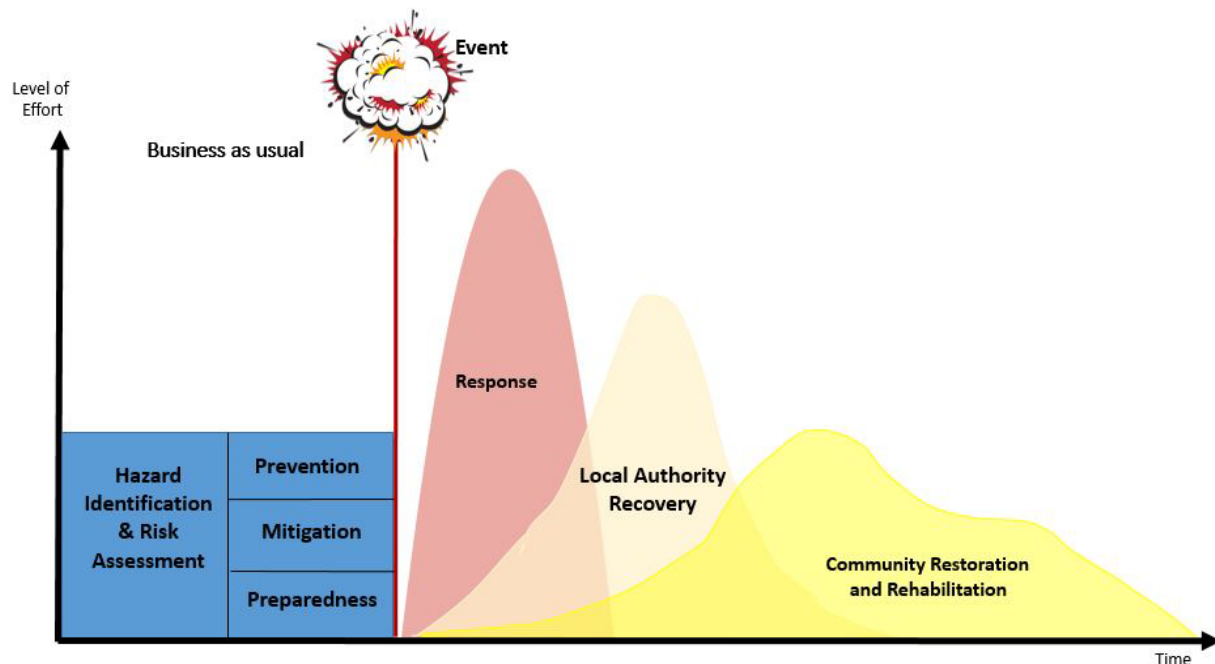 Event
Level of
Effort
Business as usual
Response
Hazard
Identification
& Risk
Assessment
Prevention
Mitigation
Preparedness
Local Authority
Recovery
Community Restoration
and Rehabilitation
Time